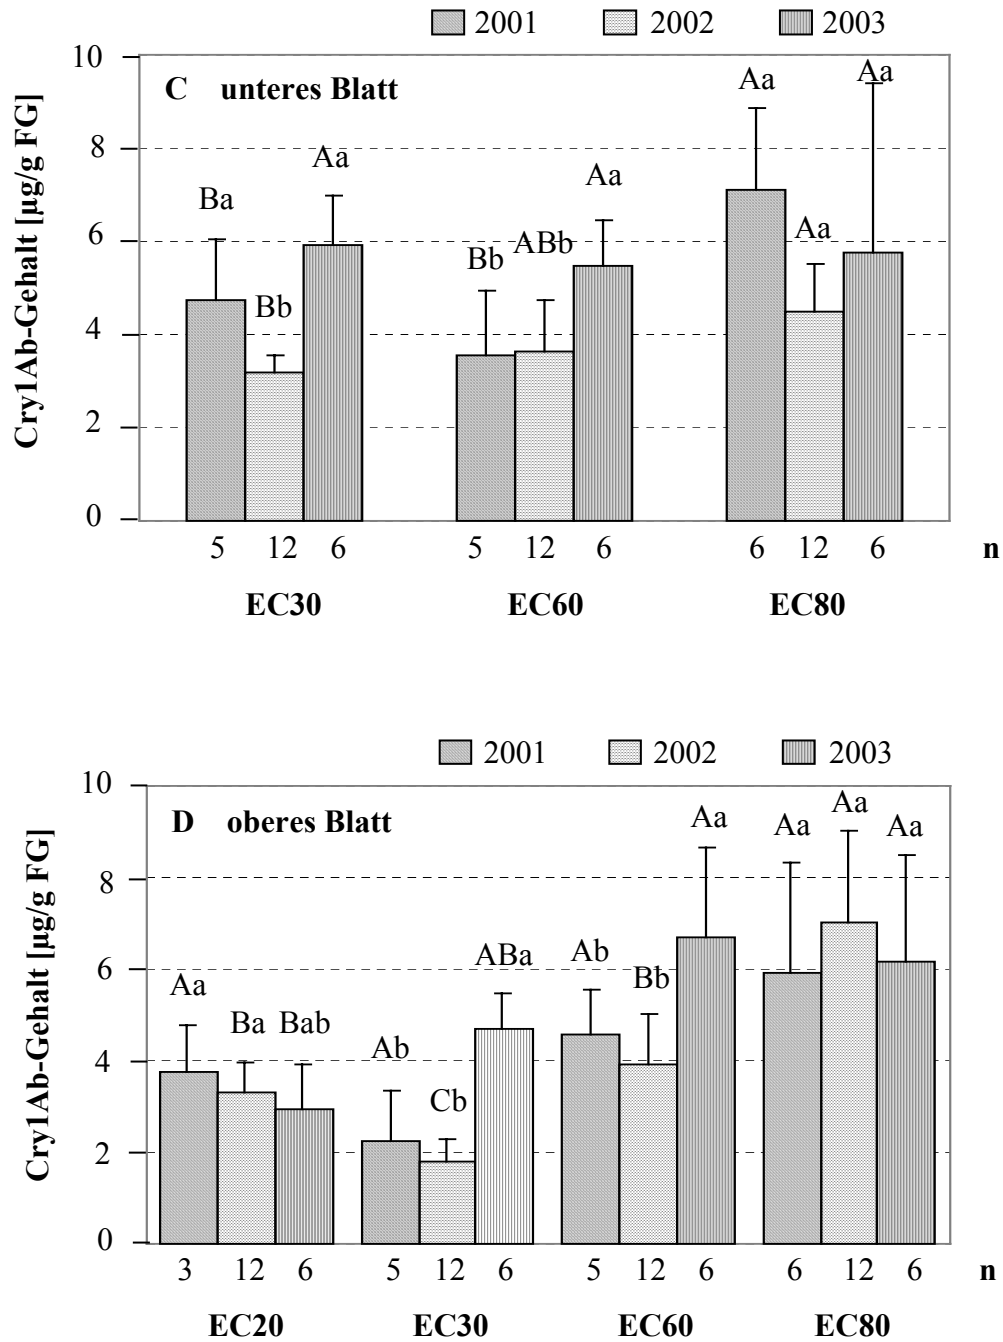 2001 2002 2003
10
C unteres Blatt
Aa Aa
8
Aa
Aa
Ba
6
ABb Aa
Bb
Bb
4
2
0
Cry1Ab-Gehalt [µg/g FG]
5 12 6 5 12 6 6 12 6 n
EC30 EC60 EC80
2001 2002 2003
10
D oberes Blatt
Aa Aa Aa Aa
8
ABa
Ab
Bb
Aa
6
Ba Bab
Ab
4
Cb
2
0
Cry1Ab-Gehalt [µg/g FG]
3 12 6 5 12 6 5 12 6 6 12 6 n
EC20 EC30 EC60 EC80